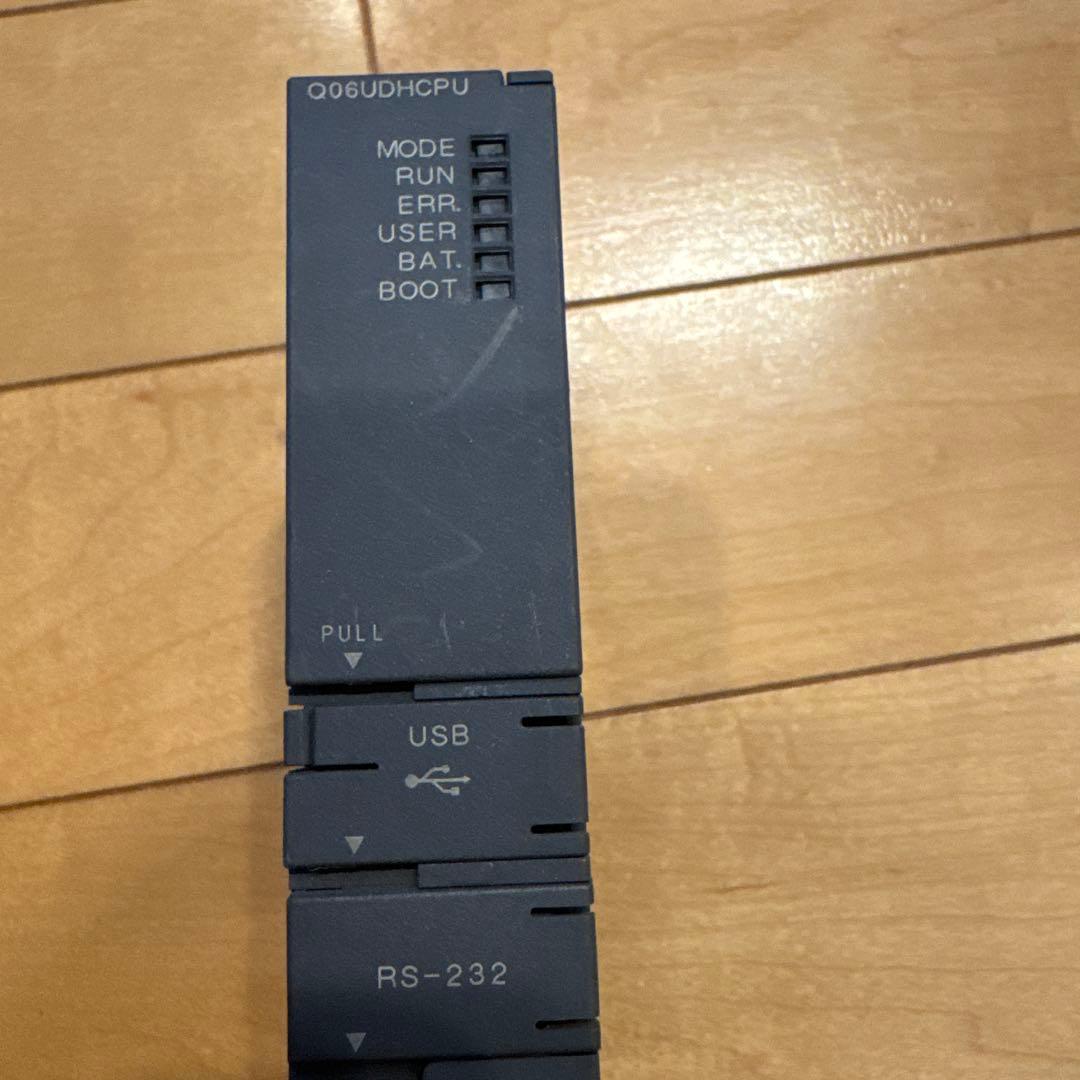 Q06UDHCPU
MODE
RUN
ERR.
USER
BAT.
BOOT
PULL
USB
RS-232